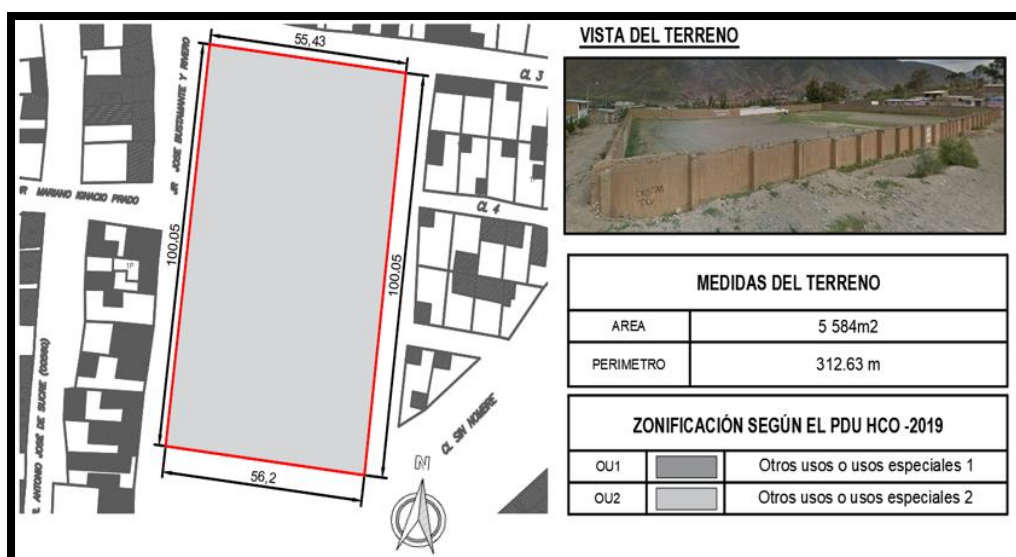 55,43
CL 3
JR JOSE BUSTAMANTE Y RIVERO
MARIANO IGNACIO PRADO
CL 4
100.05
100.05
1P
ANTONIO JOSE DE SUCRE (00560)
CL SIN NOMBRE
56,2
N
VISTA DEL TERRENO
MEDIDAS DEL TERRENO
AREA 5 584m2
PERIMETRO 312.63 m
ZONIFICACIÓN SEGÚN EL PDU HCO -2019
OU1 Otros usos o usos especiales 1
OU2 Otros usos o usos especiales 2